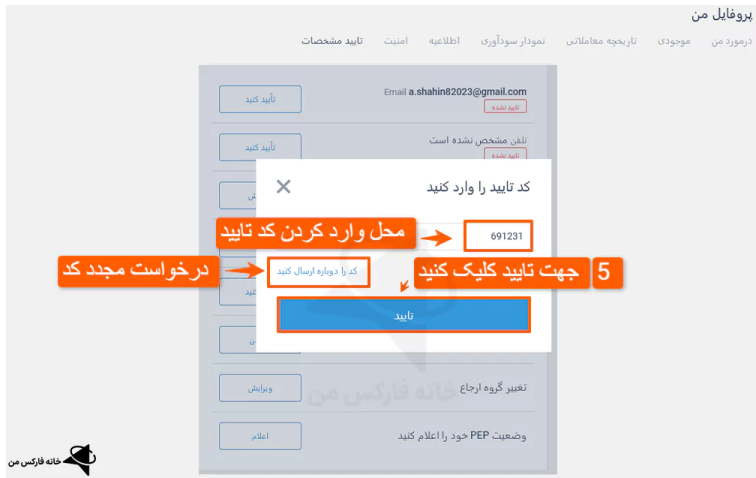 پروفایل من
درمورد من موجودی تاریخچه معاملاتی نمودار سودآوری اطلاعیه امنیت تایید مشخصات
Email a.shahin82023@gmail.com
تایید نشده
تأیید کنید
تلفن مشخص نشده است
تایید نشده
تأیید کنید
کد تایید را وارد کنید
691231
محل وارد کردن کد تایید
کد را دوباره ارسال کنید
درخواست مجدد کد
5 جهت تایید کلیک کنید
تایید
تغییر گروه ارجاع
ویرایش
وضعیت PEP خود را اعلام کنید
اعلام
خانه فارکس من
خانه فارکس من